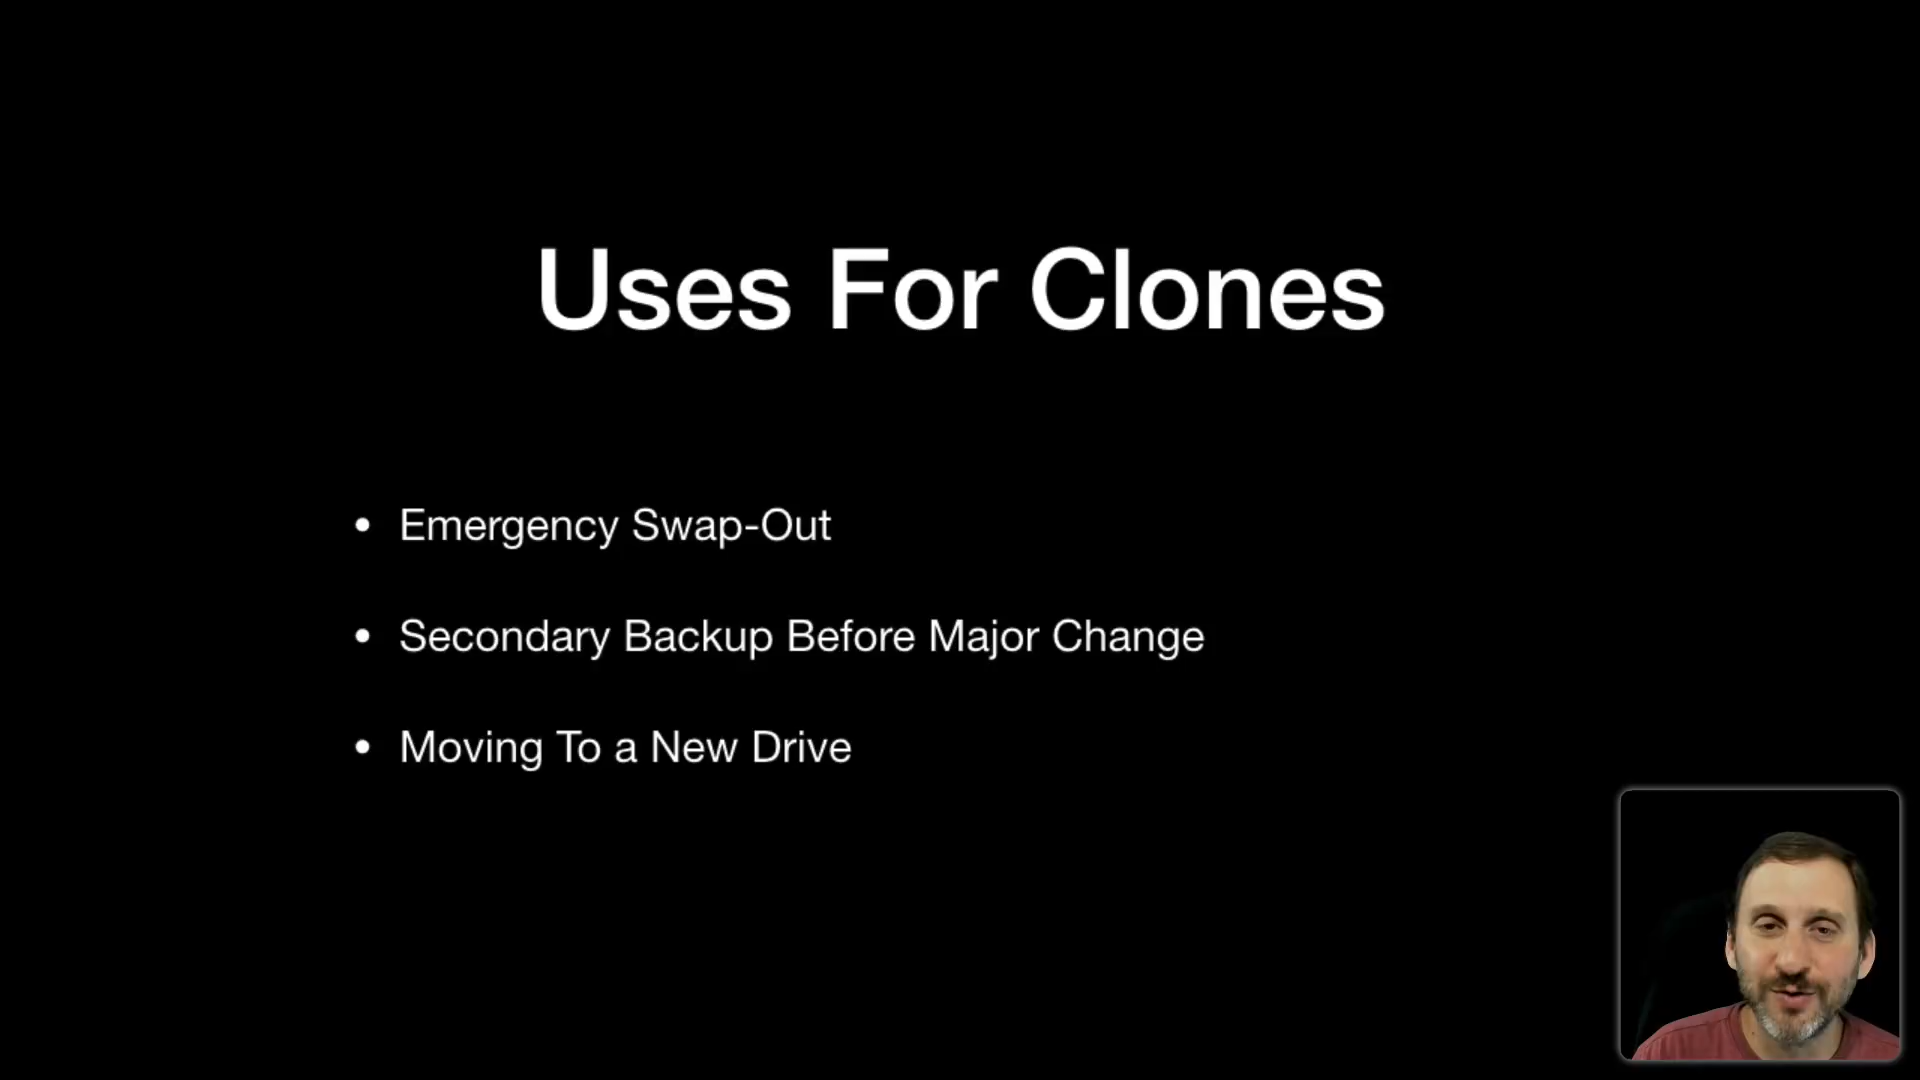 Uses For Clones
• Emergency Swap-Out
• Secondary Backup Before Major Change
• Moving To a New Drive